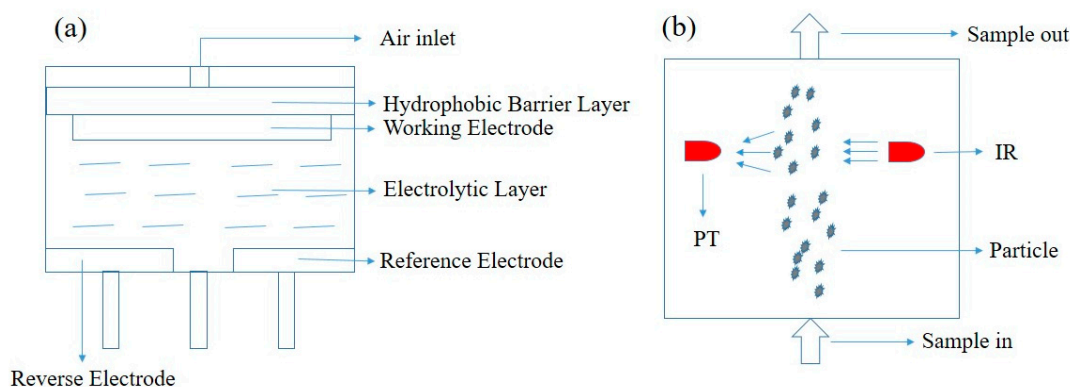 (a)
Air inlet
Hydrophobic Barrier Layer
Working Electrode
Electrolytic Layer
Reference Electrode
Reverse Electrode
(b)
Sample out
IR
PT
Particle
Sample in